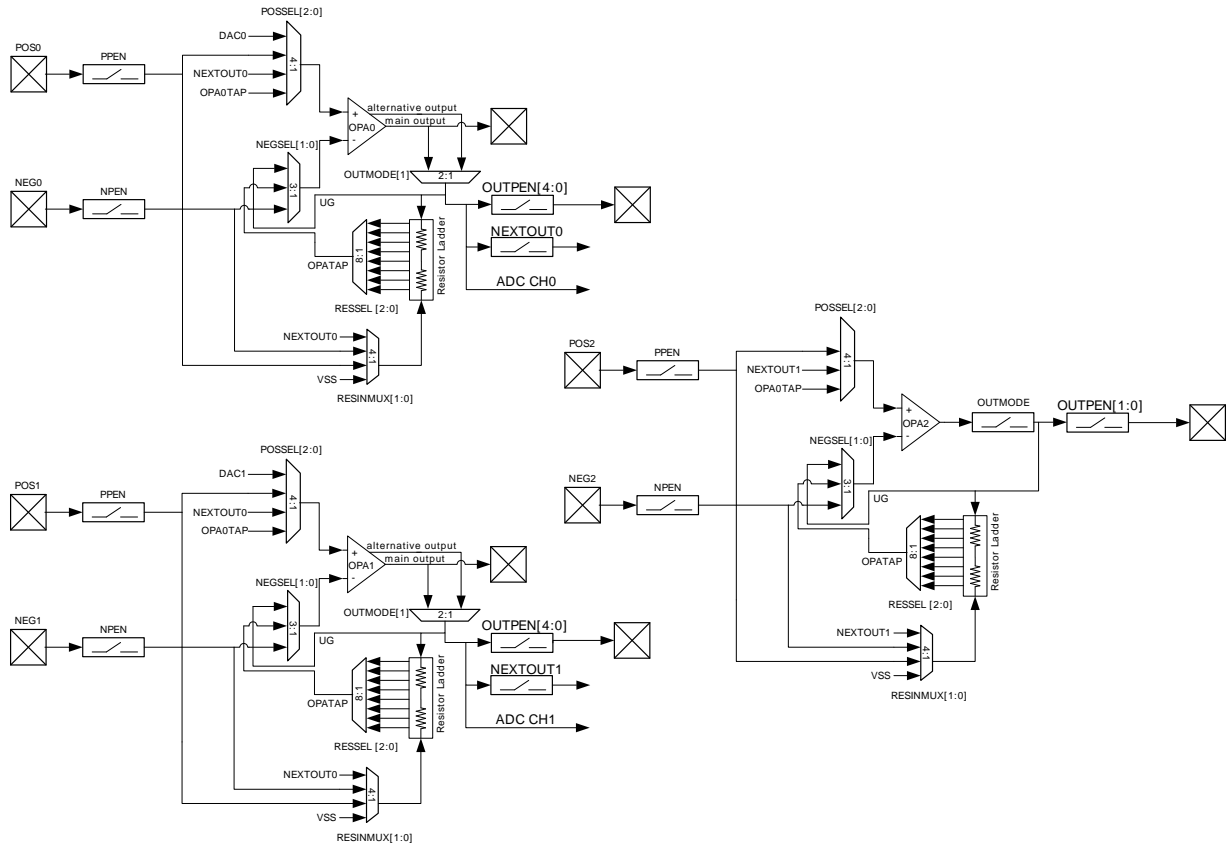 POSSEL[2:0]
DAC0
POS0
PPEN
4:1
NEXTOUT0
OPA0TAP
alternative output
+
OPA0
main output
-
NEGSEL[1:0]
OUTMODE[1]
2:1
NEG0
NPEN
3:1
UG
OUTPEN[4:0]
NEXTOUT0
OPATAP
8:1
Resistor Ladder
ADC CH0
RESSEL [2:0]
NEXTOUT0
4:1
VSS
RESINMUX[1:0]
POSSEL[2:0]
DAC1
POS1
PPEN
4:1
NEXTOUT0
OPA0TAP
alternative output
+
OPA1
main output
-
NEGSEL[1:0]
OUTMODE[1]
2:1
NEG1
NPEN
3:1
UG
OUTPEN[4:0]
NEXTOUT1
OPATAP
8:1
Resistor Ladder
ADC CH1
RESSEL [2:0]
NEXTOUT0
4:1
VSS
RESINMUX[1:0]
POSSEL[2:0]
POS2
PPEN
4:1
NEXTOUT1
OPA0TAP
+
OPA2
-
OUTMODE
OUTPEN[1:0]
NEGSEL[1:0]
NEG2
NPEN
3:1
UG
OPATAP
8:1
Resistor Ladder
RESSEL [2:0]
NEXTOUT1
4:1
VSS
RESINMUX[1:0]